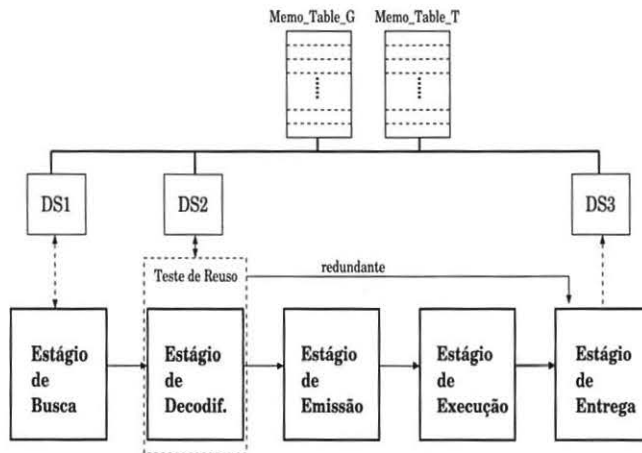 Memo_Table_G Memo_Table_T
DS1 DS2 DS3
Teste de Reuso
redundante
Estágio
de
Busca
Estágio
de
Decodif.
Estágio
de
Emissão
Estágio
de
Execução
Estágio
de
Entrega